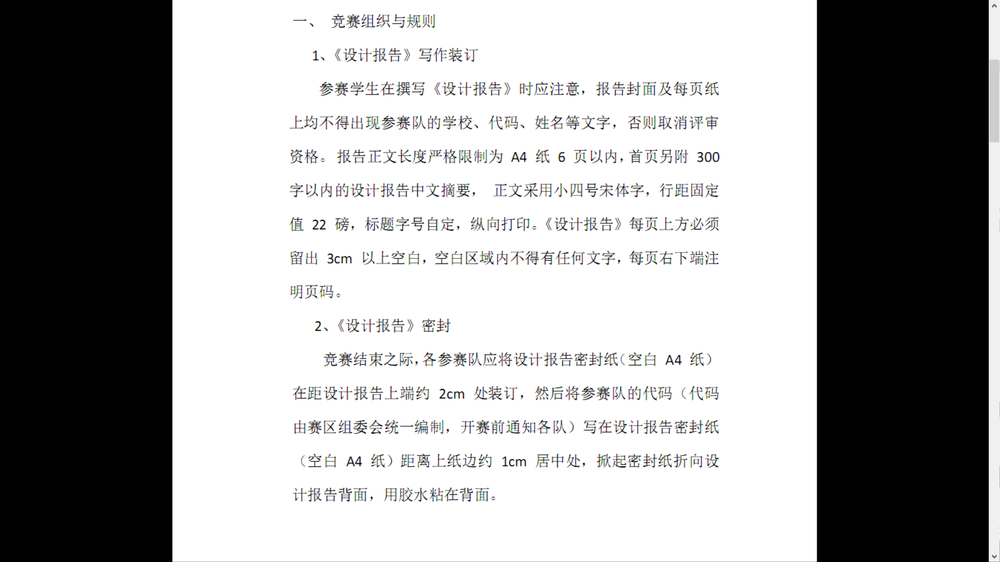 一、 竞赛组织与规则
1、《设计报告》写作装订
参赛学生在撰写《设计报告》时应注意，报告封面及每页纸
上均不得出现参赛队的学校、代码、姓名等文字，否则取消评审
资格。 报告正文长度严格限制为 A4 纸 6 页以内，首页另附 300
字以内的设计报告中文摘要， 正文采用小四号宋体字，行距固定
值 22 磅，标题字号自定，纵向打印。《设计报告》每页上方必须
留出 3cm 以上空白，空白区域内不得有任何文字，每页右下端注
明页码。
2、《设计报告》密封
竞赛结束之际，各参赛队应将设计报告密封纸（空白 A4 纸）
在距设计报告上端约 2cm 处装订，然后将参赛队的代码（代码
由赛区组委会统一编制，开赛前通知各队）写在设计报告密封纸
（空白 A4 纸）距离上纸边约 1cm 居中处，掀起密封纸折向设
计报告背面，用胶水粘在背面。